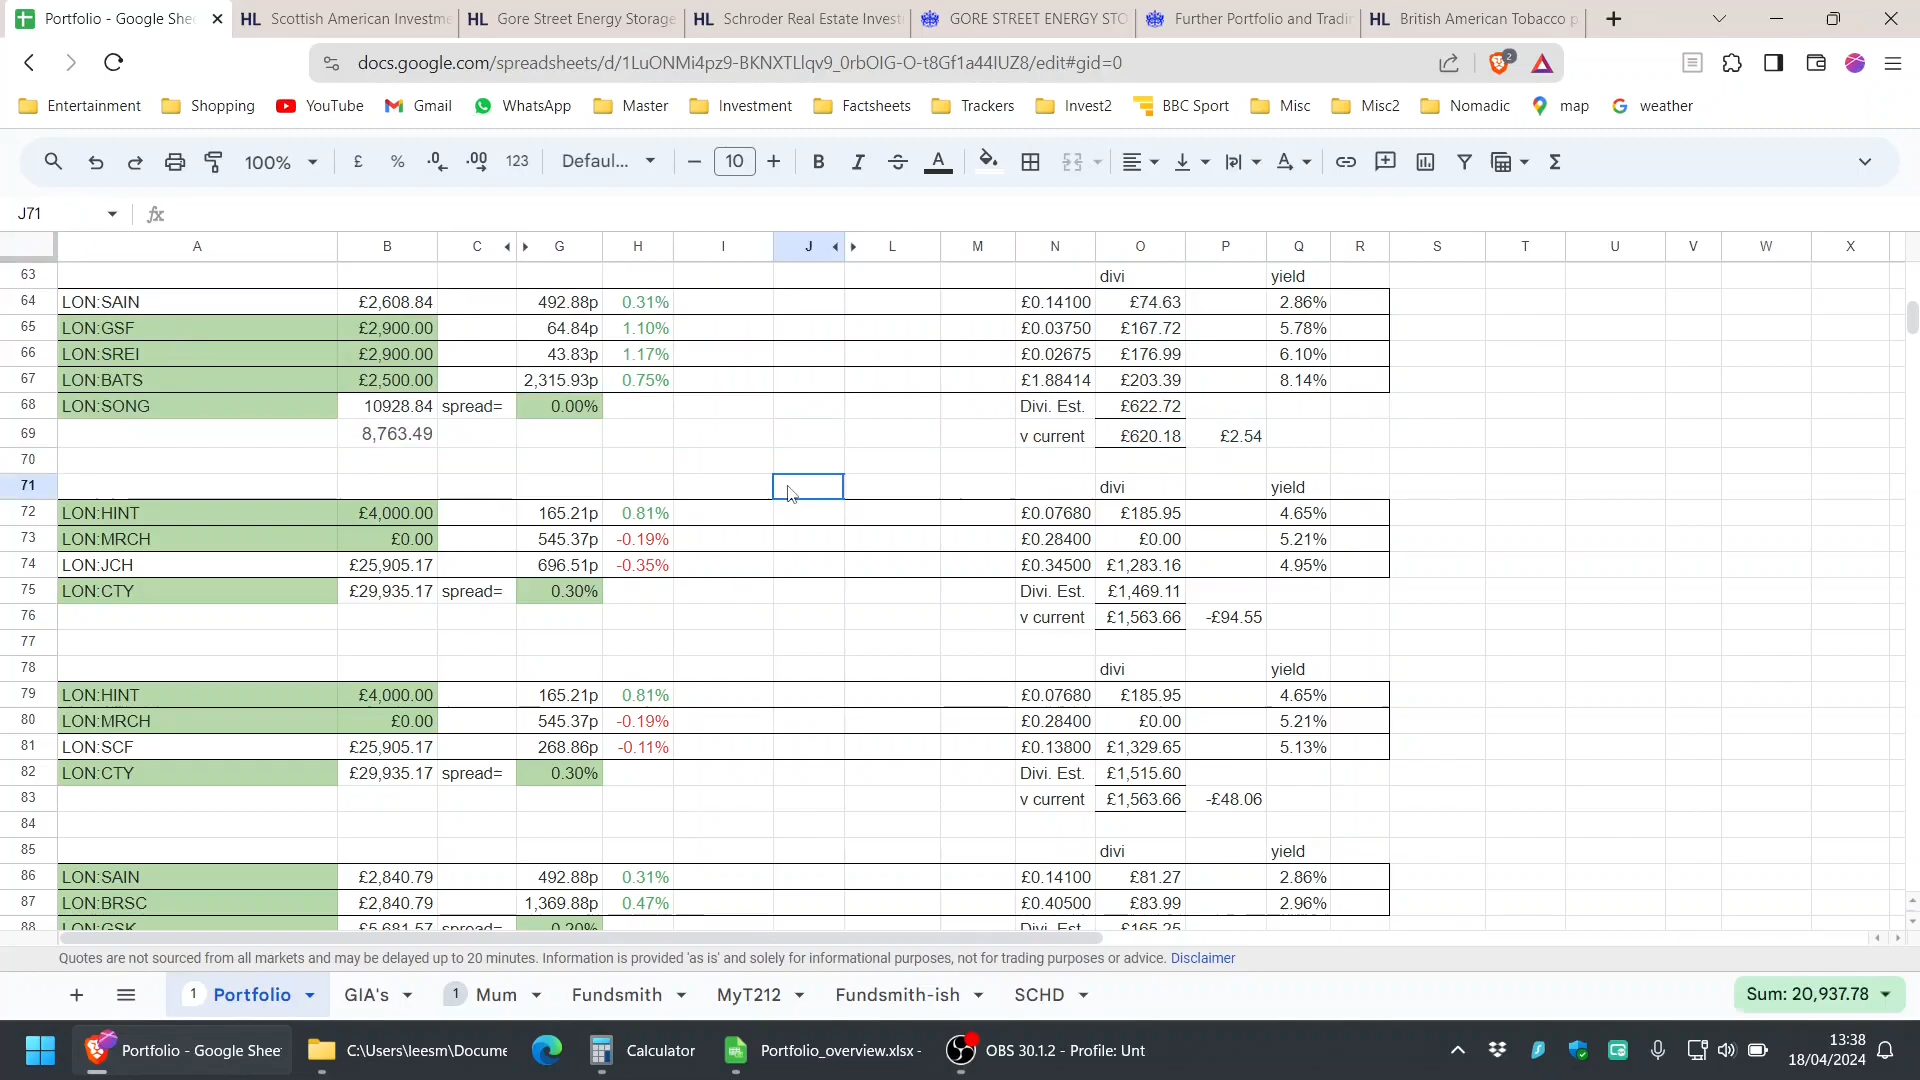 Portfolio - Google She
HL Scottish American Investme
HL Gore Street Energy Storage
HL Schroder Real Estate Invest
GORE STREET ENERGY STO
Further Portfolio and Tradin
HL British American Tobacco p
docs.google.com/spreadsheets/d/1LuONMi4pz9-BKNXTLlqv9_0rbOIG-O-t8Gf1a44IUZ8/edit#gid=0
2
Entertainment Shopping YouTube Gmail WhatsApp Master Investment Factsheets Trackers Invest2 BBC Sport Misc Misc2 Nomadic map weather
100% £ % .0 .00 123 Defaul... 10 B I A
J71 fx
A B C G H I J L M N O P Q R S T U V W X
63 divi yield
64 LON:SAIN £2,608.84 492.88p 0.31% £0.14100 £74.63 2.86%
65 LON:GSF £2,900.00 64.84p 1.10% £0.03750 £167.72 5.78%
66 LON:SREI £2,900.00 43.83p 1.17% £0.02675 £176.99 6.10%
67 LON:BATS £2,500.00 2,315.93p 0.75% £1.88414 £203.39 8.14%
68 LON:SONG 10928.84 spread= 0.00% Divi. Est. £622.72
69 8,763.49 v current £620.18 £2.54
70
71 divi yield
72 LON:HINT £4,000.00 165.21p 0.81% £0.07680 £185.95 4.65%
73 LON:MRCH £0.00 545.37p -0.19% £0.28400 £0.00 5.21%
74 LON:JCH £25,905.17 696.51p -0.35% £0.34500 £1,283.16 4.95%
75 LON:CTY £29,935.17 spread= 0.30% Divi. Est. £1,469.11
76 v current £1,563.66 -£94.55
77
78 divi yield
79 LON:HINT £4,000.00 165.21p 0.81% £0.07680 £185.95 4.65%
80 LON:MRCH £0.00 545.37p -0.19% £0.28400 £0.00 5.21%
81 LON:SCF £25,905.17 268.86p -0.11% £0.13800 £1,329.65 5.13%
82 LON:CTY £29,935.17 spread= 0.30% Divi. Est. £1,515.60
83 v current £1,563.66 -£48.06
84
85 divi yield
86 LON:SAIN £2,840.79 492.88p 0.31% £0.14100 £81.27 2.86%
87 LON:BRSC £2,840.79 1,369.88p 0.47% £0.40500 £83.99 2.96%
88 LON:GSK £5,681.57 spread= 0.20% Divi. Est. £165.25
Quotes are not sourced from all markets and may be delayed up to 20 minutes. Information is provided 'as is' and solely for informational purposes, not for trading purposes or advice. Disclaimer
1 Portfolio GIA's 1 Mum Fundsmith MyT212 Fundsmith-ish SCHD Sum: 20,937.78
Portfolio - Google Shee
C:\Users\leesm\Docume
Calculator
Portfolio_overview.xlsx -
OBS 30.1.2 - Profile: Unt
13:38
18/04/2024